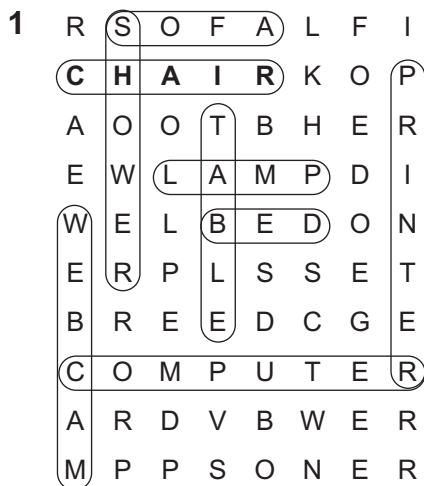 1 R S O F A L F I
C H A I R K O P
A O O T B H E R
E W L A M P D I
W E L B E D O N
E R P L S S E T
B R E E D C G E
C O M P U T E R
A R D V B W E R
M P P S O N E R